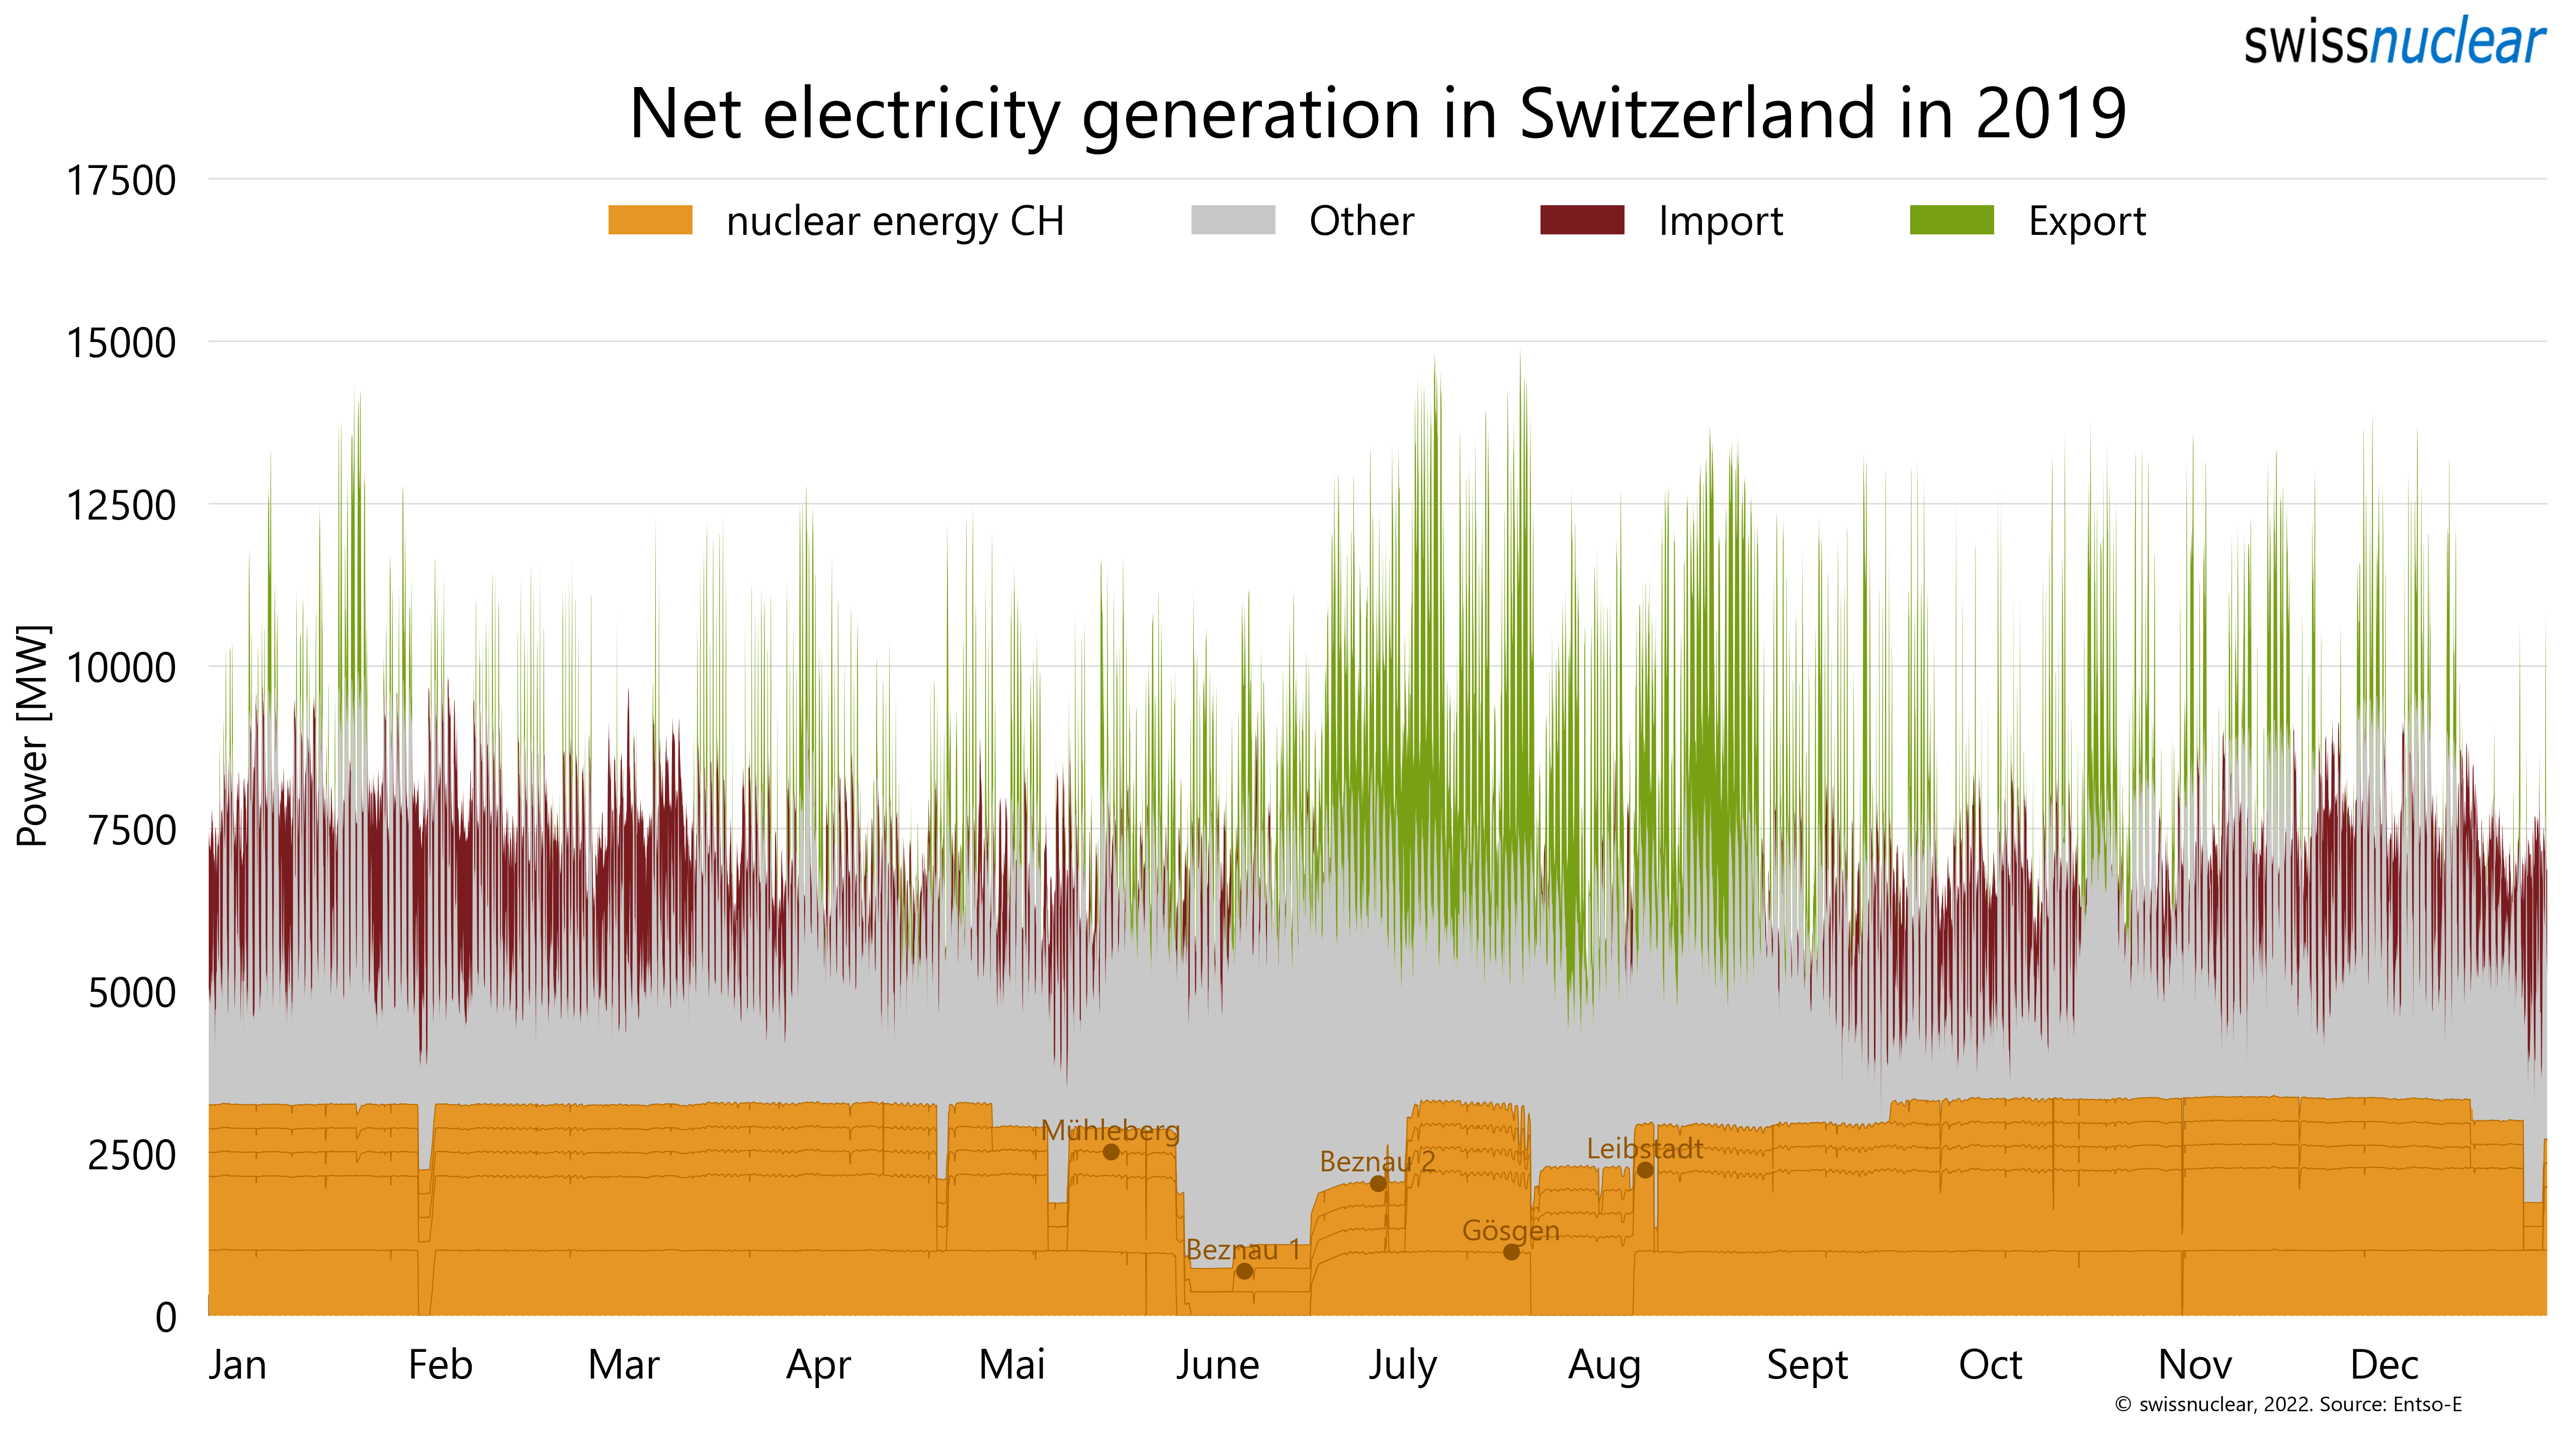 swissnuclear
Net electricity generation in Switzerland in 2019
17500
nuclear energy CH Other Import Export
15000
12500
10000
7500
5000
2500
0
Power [MW]
Mühleberg
Beznau 2
Leibstadt
Gösgen
Beznau 1
Jan Feb Mar Apr Mai June July Aug Sept Oct Nov Dec
© swissnuclear, 2022. Source: Entso-E